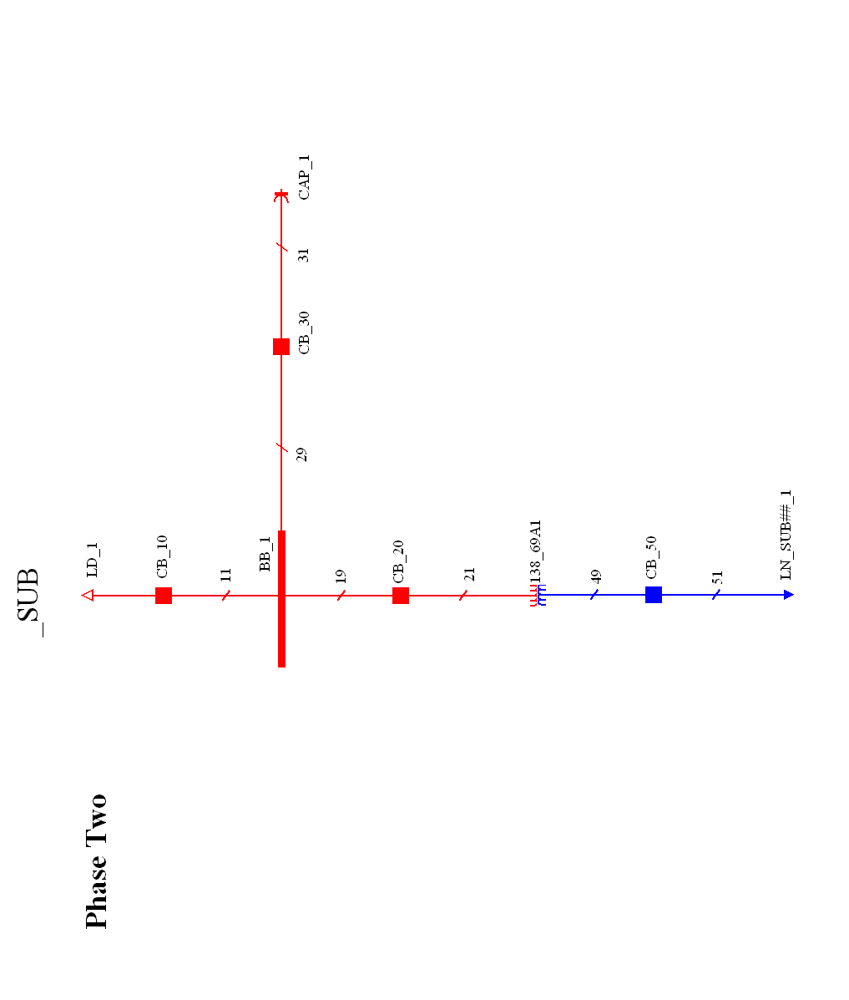 Phase Two
_SUB
LD_1
CB_10
11
BB_1
19
CB_20
21
138_69A1
49
CB_50
51
LN_SUB##_1
29
CB_30
31
CAP_1